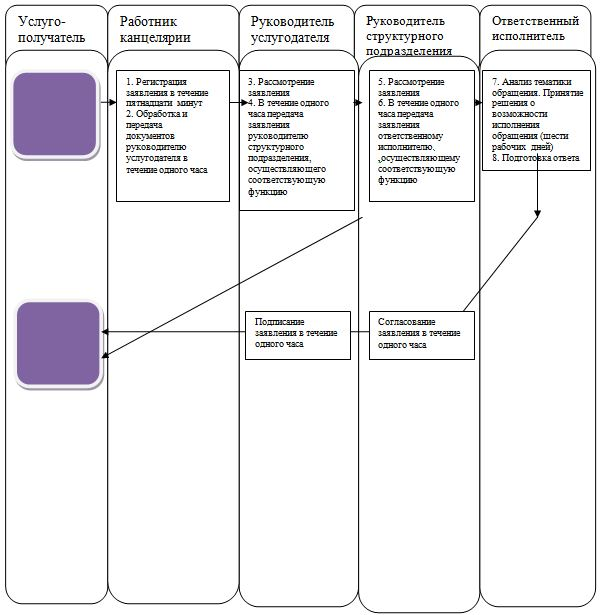 Услуго-
получатель
Работник
канцелярии
Руководитель
услугодателя
Руководитель
структурного
подразделения
Ответственный
исполнитель
1. Регистрация
заявления в течение
пятнадцати минут
2. Обработка и
передача
документов
руководителю
услугодателя в
течение одного часа
3. Рассмотрение
заявления
4. В течение одного
часа передача
заявления
руководителю
структурного
подразделения,
осуществляющего
соответствующую
функцию
5. Рассмотрение
заявления
6. В течение одного
часа передача
заявления
ответственному
исполнителю,
осуществляющему
соответствующую
функцию
7. Анализ тематики
обращения. Принятие
решения о
возможности
исполнения
обращения (шести
рабочих дней)
8. Подготовка ответа
Подписание
заявления в течение
одного часа
Согласование
заявления в течение
одного часа